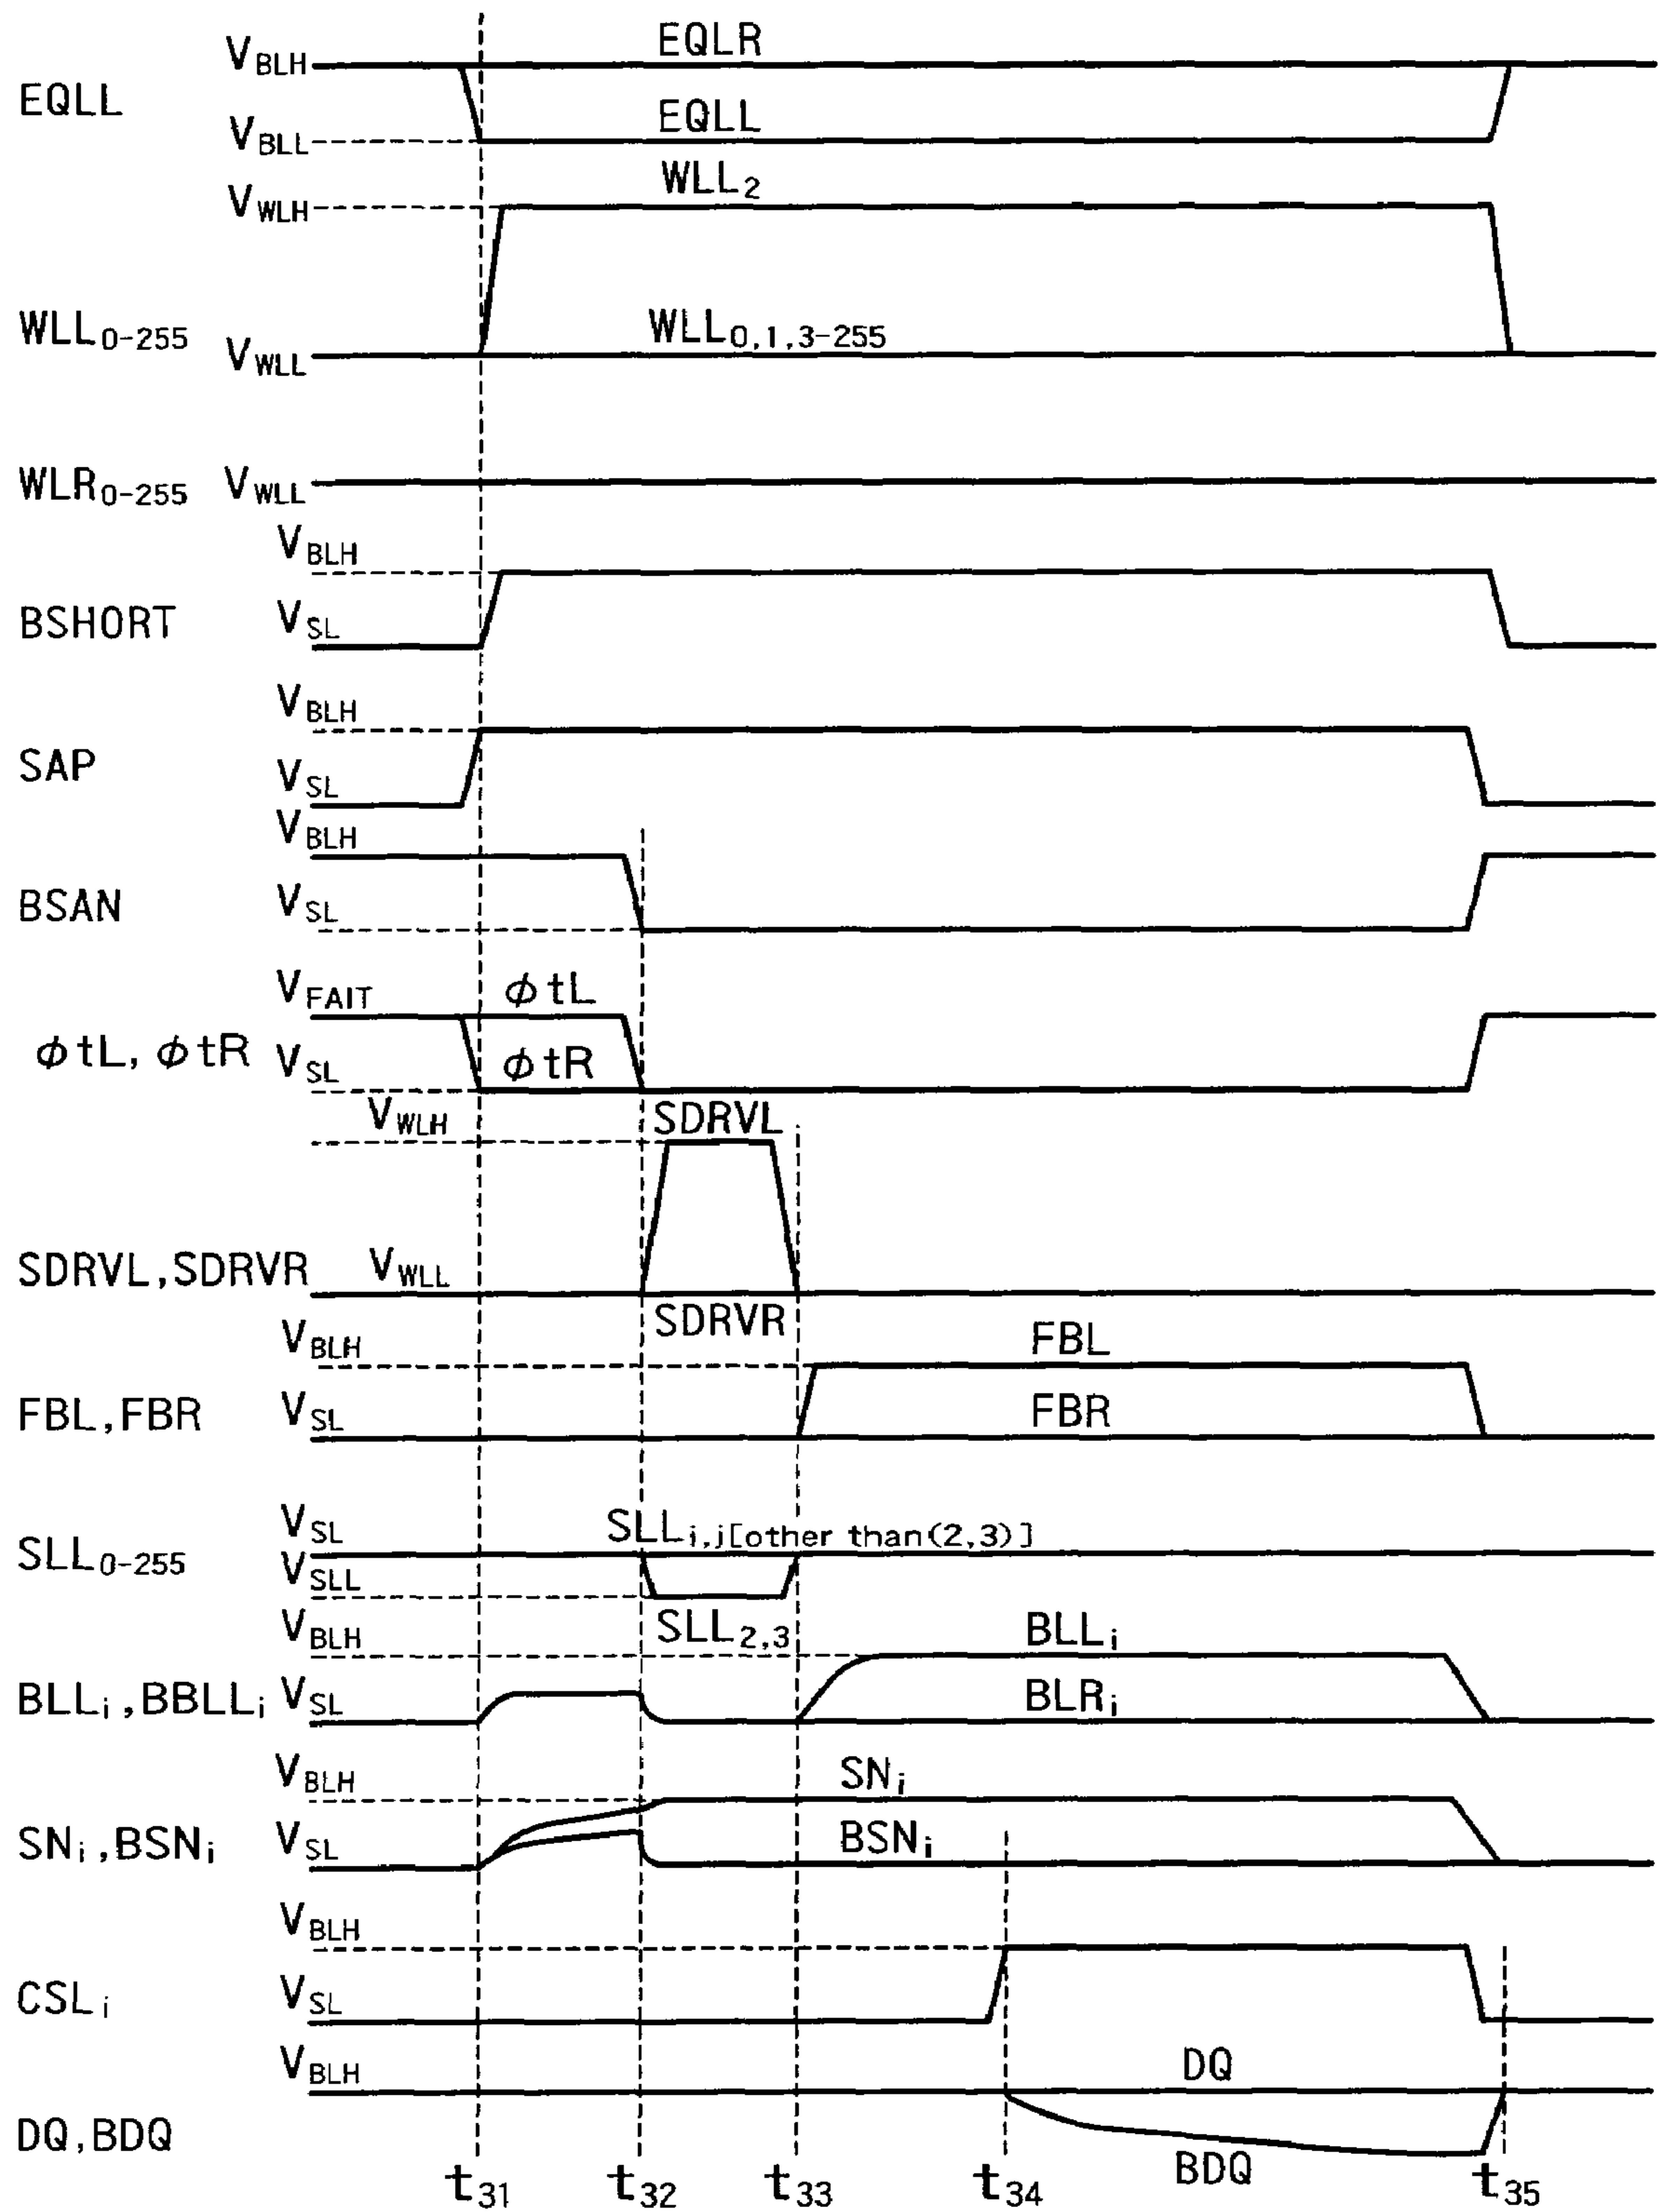 V_BLH EQLR
EQLL
V_BLL EQLL
V_WLH WLL_2
WLL_0-255 V_WLL WLL_0,1,3-255
WLR_0-255 V_WLL
V_BLH
BSHORT V_SL
V_BLH
SAP V_SL
V_BLH
BSAN V_SL
V_FAIT φtL
φtL, φtR V_SL φtR
V_WLH SDRVL
SDRVL,SDRVR V_WLL
SDRVR
V_BLH FBL
FBL,FBR V_SL FBR
V_SL SLL_i,j[other than(2,3)]
SLL_0-255 V_SLL
SLL_2,3
V_BLH BLL_i
BLL_i,BBLL_i V_SL BLR_i
V_BLH SN_i
SN_i,BSN_i V_SL BSN_i
V_BLH
CSL_i V_SL
V_BLH DQ
DQ,BDQ
BDQ
t_31 t_32 t_33 t_34 t_35